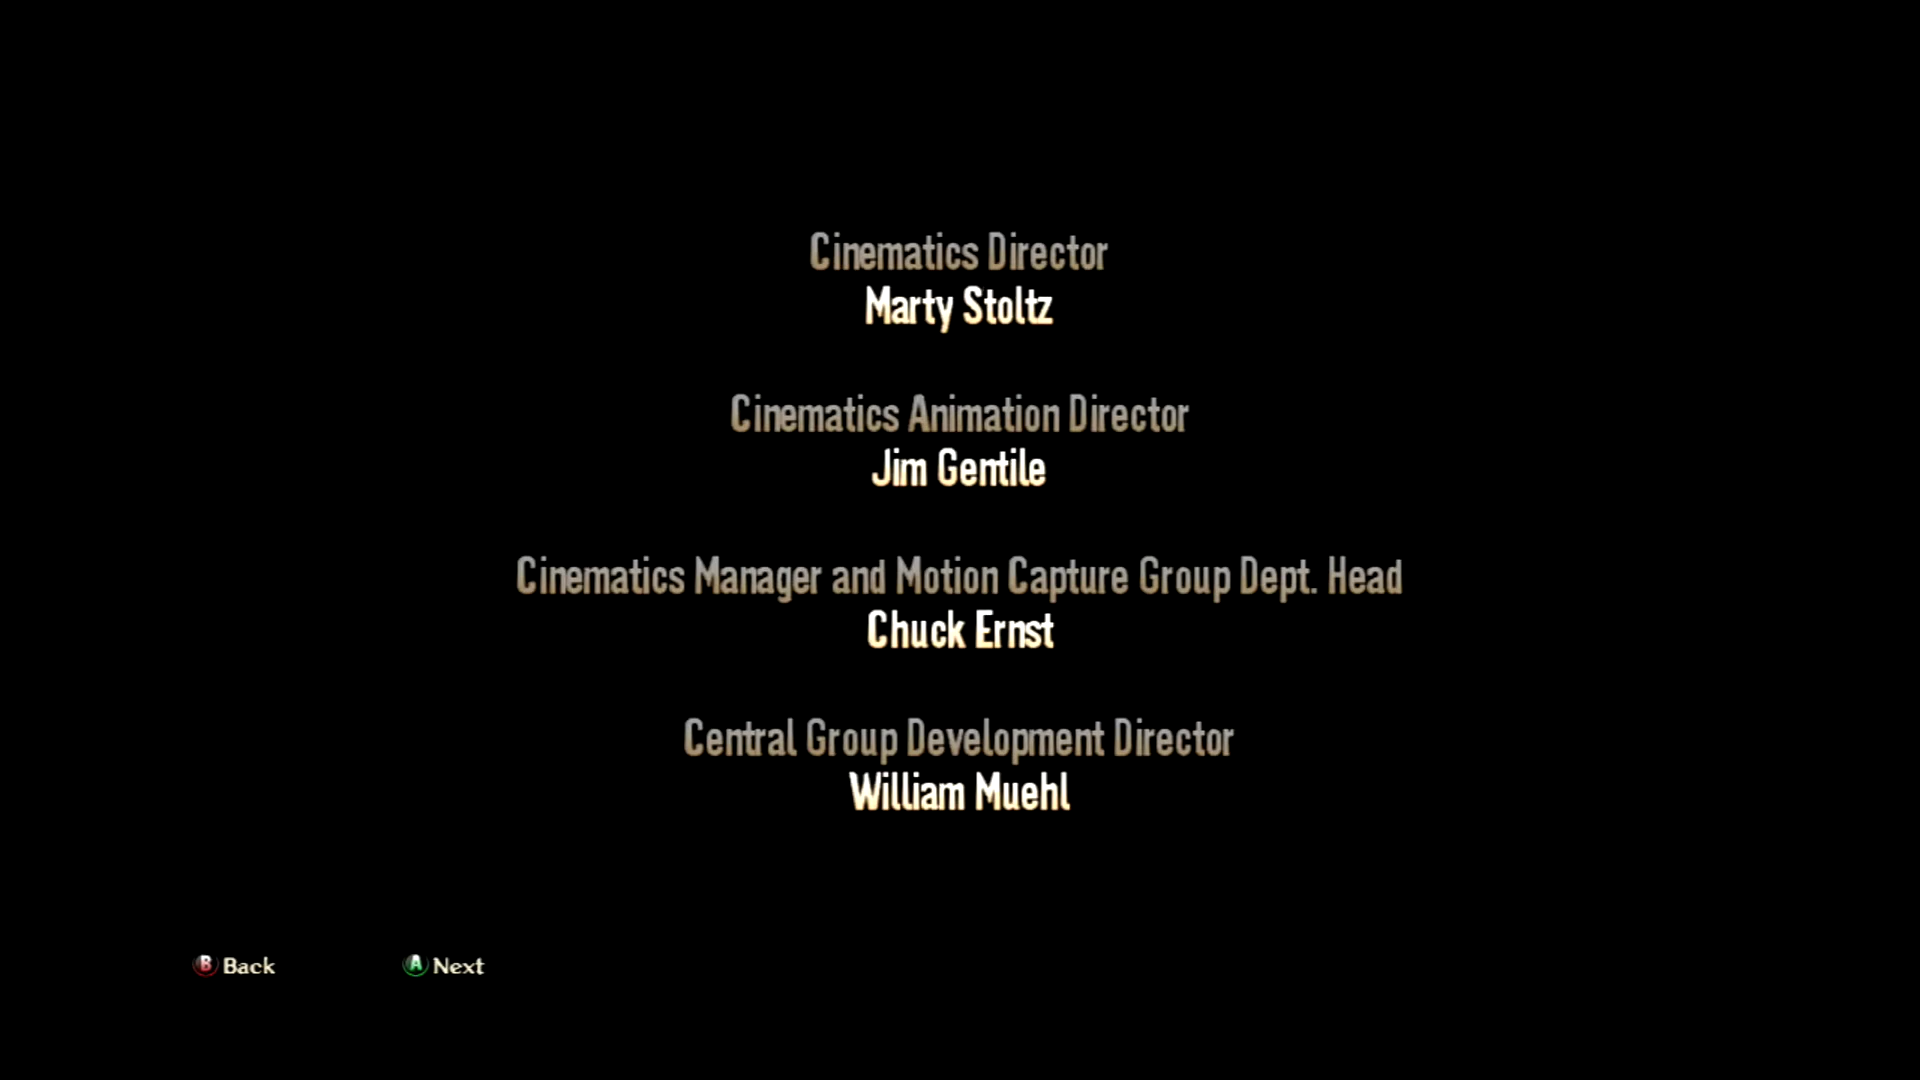 Cinematics Director
Marty Stoltz
Cinematics Animation Director
Jim Gentile
Cinematics Manager and Motion Capture Group Dept. Head
Chuck Ernst
Central Group Development Director
William Muehl
B Back
A Next